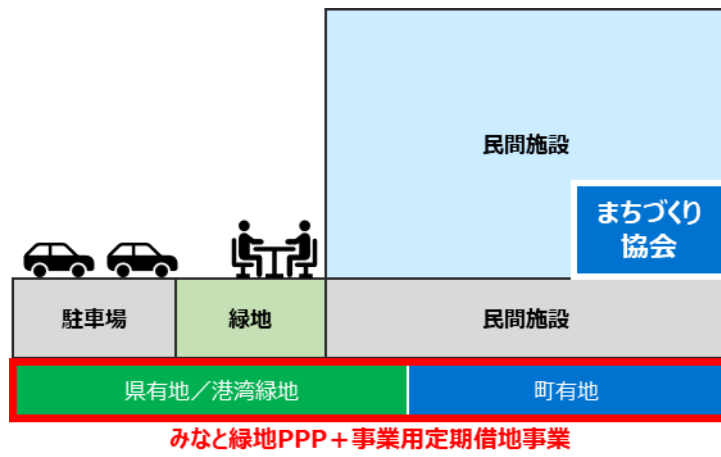 民間施設
まちづくり
協会
駐車場
緑地
民間施設
県有地／港湾緑地
町有地
みなと緑地PPP＋事業用定期借地事業